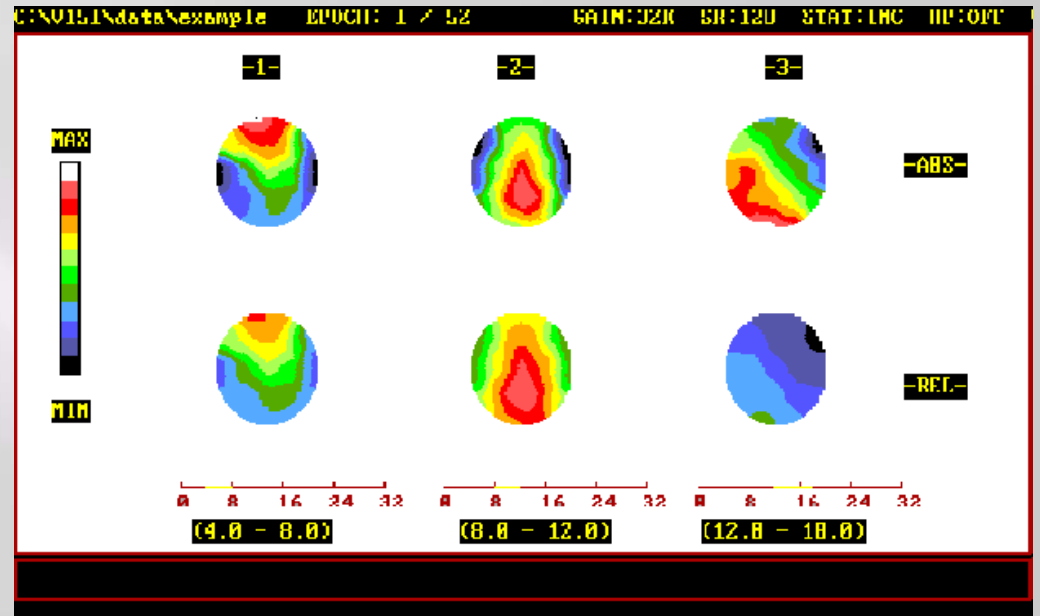 C:\V151\data\example EPOCH: 1 / 52 GAIN:32K SR:120 STAT:INC HP:OFF
-1- -2- -3-
MAX
-ABS-
-REL-
MIN
0 8 16 24 32 0 8 16 24 32 0 8 16 24 32
(4.0 - 8.0) (8.0 - 12.0) (12.0 - 18.0)